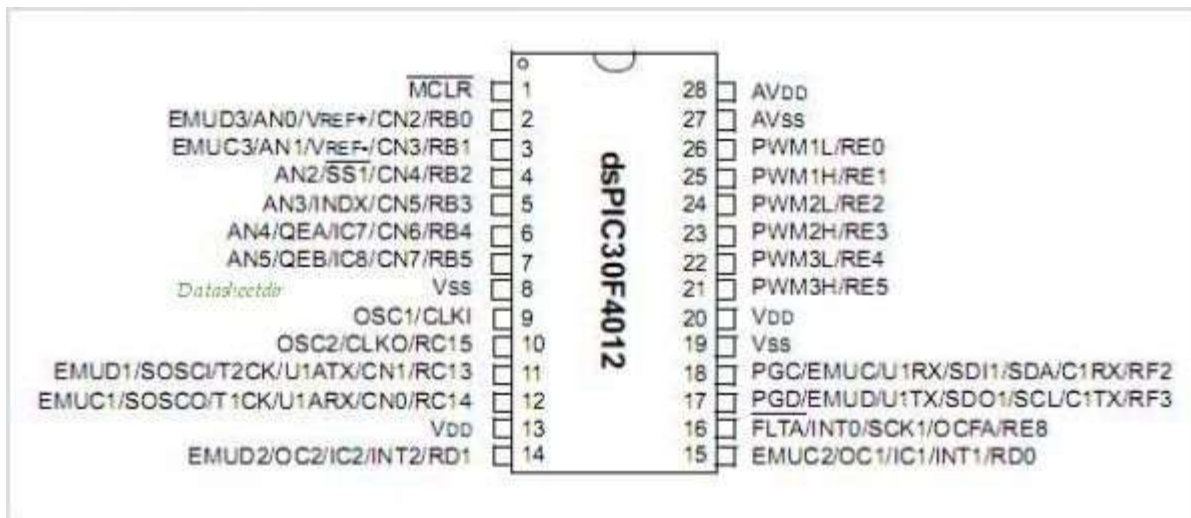 MCLR 1 28 AVDD
EMUD3/AN0/VREF+/CN2/RB0 2 27 AVSS
EMUC3/AN1/VREF-/CN3/RB1 3 26 PWM1L/RE0
AN2/SS1/CN4/RB2 4 25 PWM1H/RE1
AN3/INDX/CN5/RB3 5 24 PWM2L/RE2
AN4/QEA/IC7/CN6/RB4 6 23 PWM2H/RE3
AN5/QEB/IC8/CN7/RB5 7 22 PWM3L/RE4
Datasheetdir VSS 8 21 PWM3H/RE5
OSC1/CLKI 9 20 VDD
OSC2/CLKO/RC15 10 19 VSS
EMUD1/SOSCI/T2CK/U1ATX/CN1/RC13 11 18 PGC/EMUC/U1RX/SDI1/SDA/C1RX/RF2
EMUC1/SOSCO/T1CK/U1ARX/CN0/RC14 12 17 PGD/EMUD/U1TX/SDO1/SCL/C1TX/RF3
VDD 13 16 FLTA/INT0/SCK1/OCFA/RE8
EMUD2/OC2/IC2/INT2/RD1 14 15 EMUC2/OC1/IC1/INT1/RD0
dsPIC30F4012